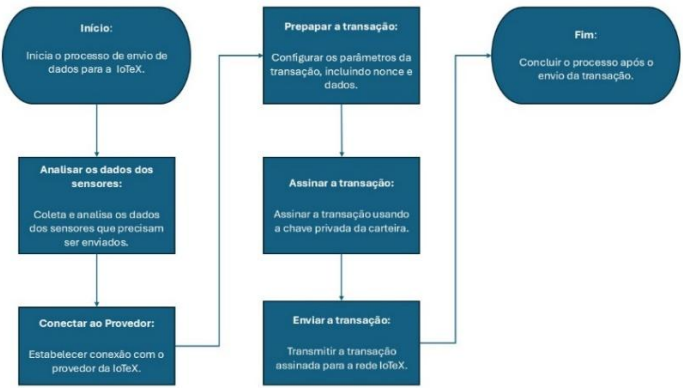 Início:
Inicia o processo de envio de
dados para a IoTeX.
Analisar os dados dos
sensores:
Coleta e analisa os dados
dos sensores que precisam
ser enviados.
Conectar ao Provedor:
Estabelecer conexão com o
provedor da IoTeX.
Prepapar a transação:
Configurar os parâmetros da
transação, incluindo nonce e
dados.
Assinar a transação:
Assinar a transação usando
a chave privada da carteira.
Enviar a transação:
Transmitir a transação
assinada para a rede IoTeX.
Fim:
Concluir o processo após o
envio da transação.